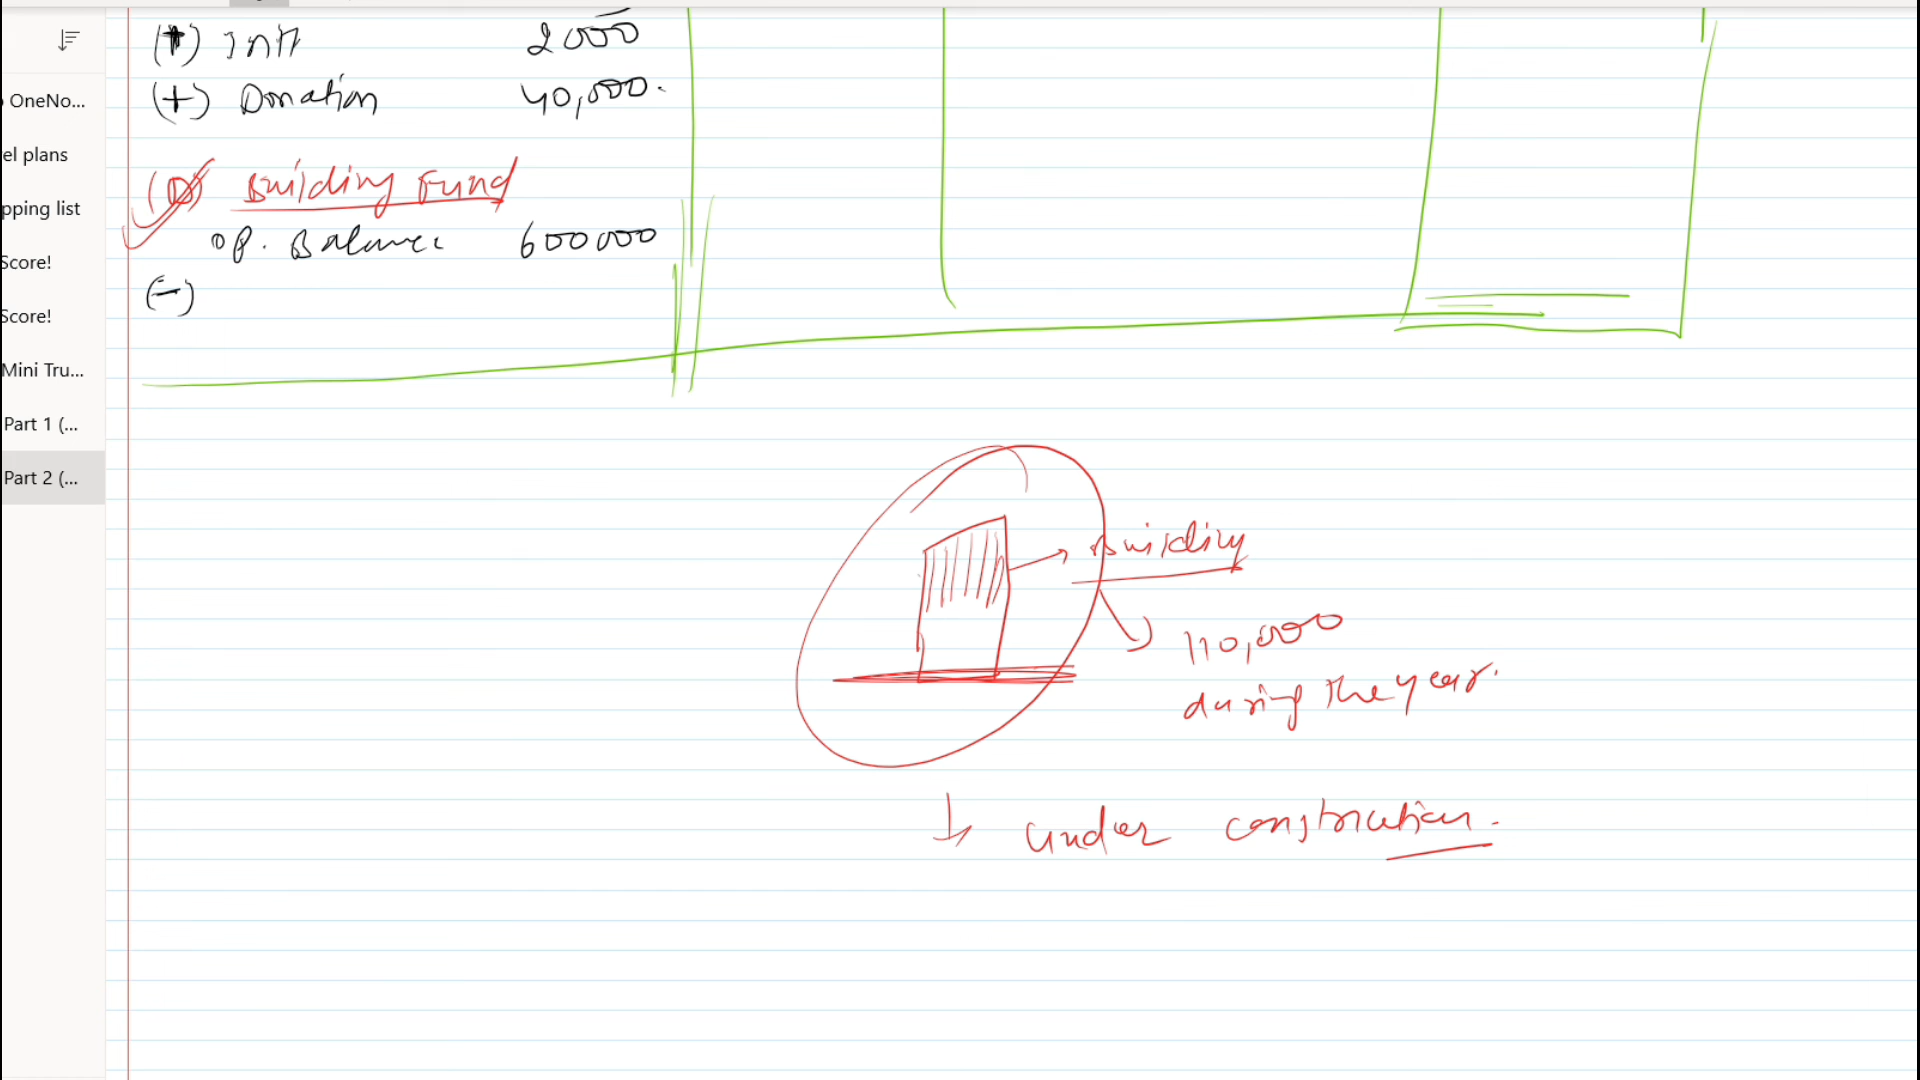 (+) Intt 2000
(+) Donation 40,000.
(D) Building Fund
op. Balance 600000
(-)
OneNo...
el plans
pping list
Score!
Score!
Mini Tru...
Part 1 (...
Part 2 (...
Building
110,000
during the year.
under construction.